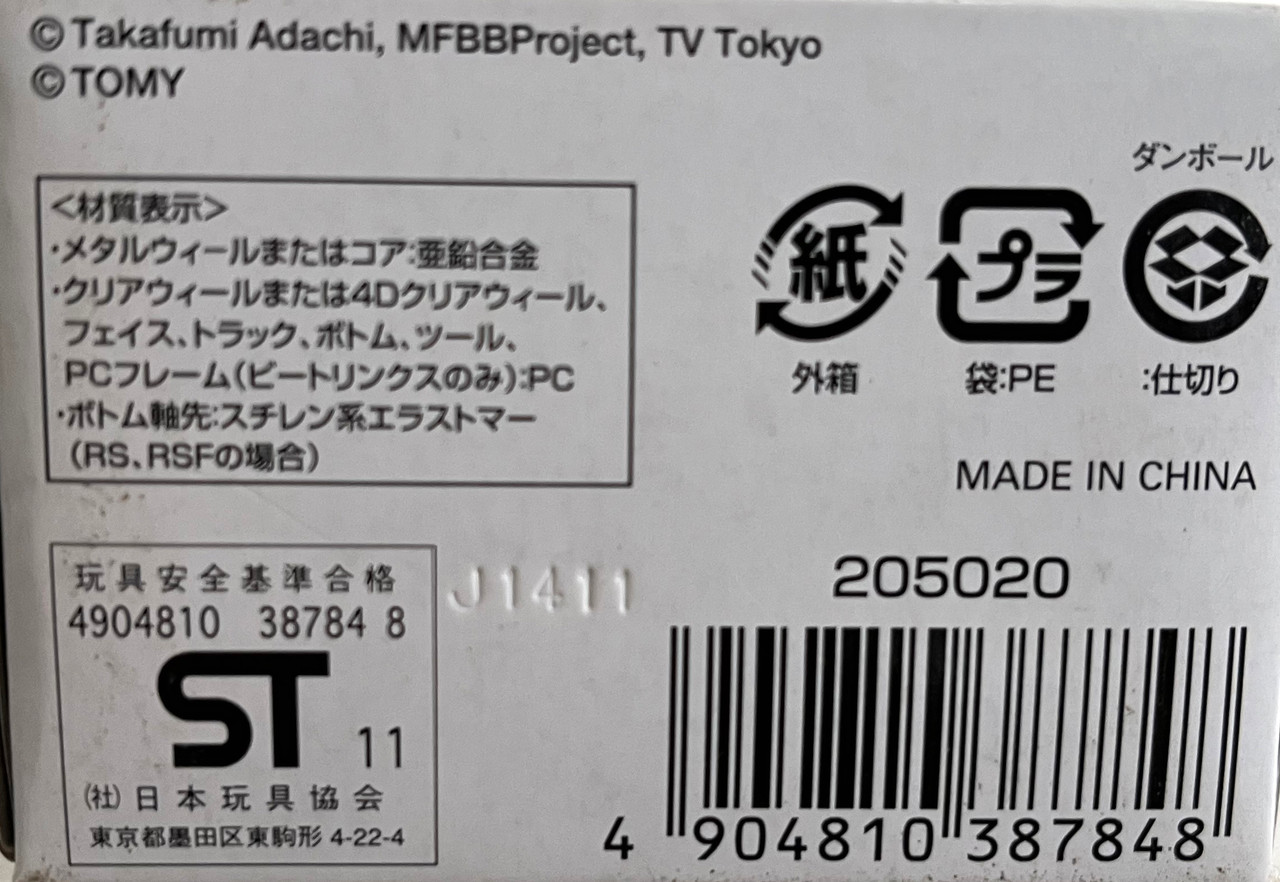 ©Takafumi Adachi, MFBBProject, TV Tokyo
©TOMY
<材質表示>
・メタルウィールまたはコア:亜鉛合金
・クリアウィールまたは4Dクリアウィール、
フェイス、トラック、ボトム、ツール、
PCフレーム(ビートリンクスのみ):PC
・ボトム軸先:スチレン系エラストマー
(RS、RSFの場合)
ダンボール
紙
プラ
外箱
袋:PE
:仕切り
MADE IN CHINA
玩具安全基準合格
4904810 38784 8
ST 11
(社)日本玩具協会
東京都墨田区東駒形 4-22-4
J1411
205020
4 904810 387848